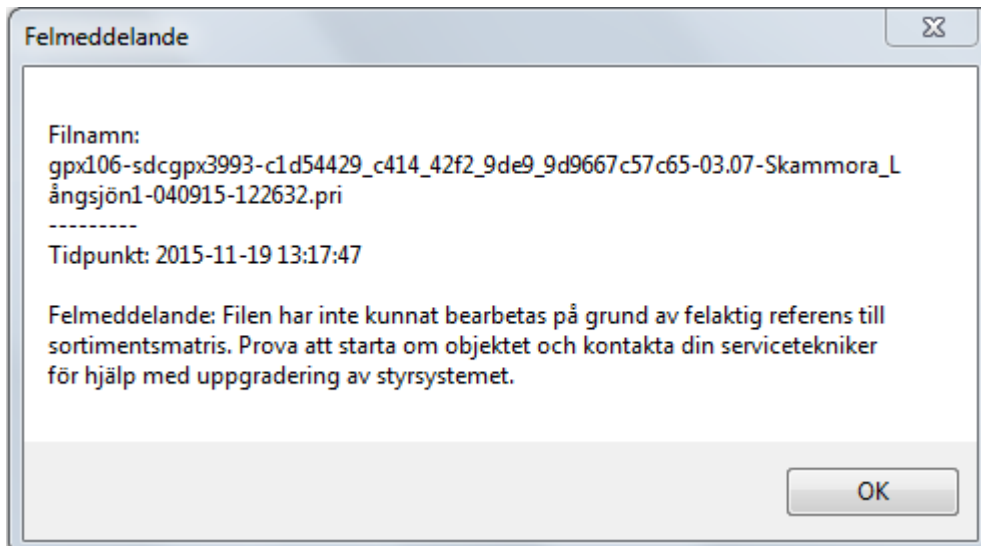 Felmeddelande
Filnamn:
gpx106-sdcgpx3993-c1d54429_c414_42f2_9de9_9d9667c57c65-03.07-Skammora_L
ångsjön1-040915-122632.pri
---------
Tidpunkt: 2015-11-19 13:17:47
Felmeddelande: Filen har inte kunnat bearbetas på grund av felaktig referens till
sortimentsmatris. Prova att starta om objektet och kontakta din servicetekniker
för hjälp med uppgradering av styrsystemet.
OK